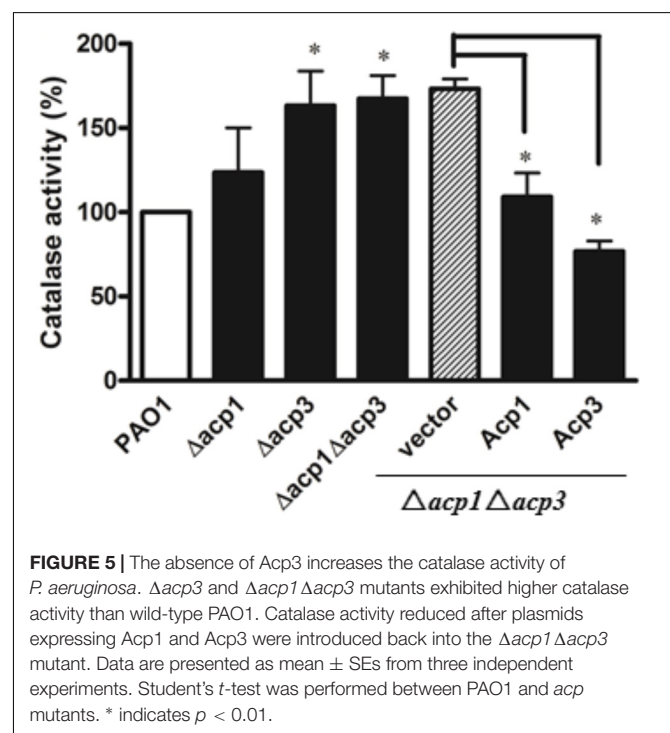 200
150
100
50
0
Catalase activity (%)
*
*
*
*
PAO1
Δacp1
Δacp3
Δacp1Δacp3
vector
Acp1
Acp3
△acp1△acp3
FIGURE 5 | The absence of Acp3 increases the catalase activity of
P. aeruginosa. Δacp3 and Δacp1Δacp3 mutants exhibited higher catalase
activity than wild-type PAO1. Catalase activity reduced after plasmids
expressing Acp1 and Acp3 were introduced back into the Δacp1Δacp3
mutant. Data are presented as mean ± SEs from three independent
experiments. Student's t-test was performed between PAO1 and acp
mutants. * indicates p < 0.01.